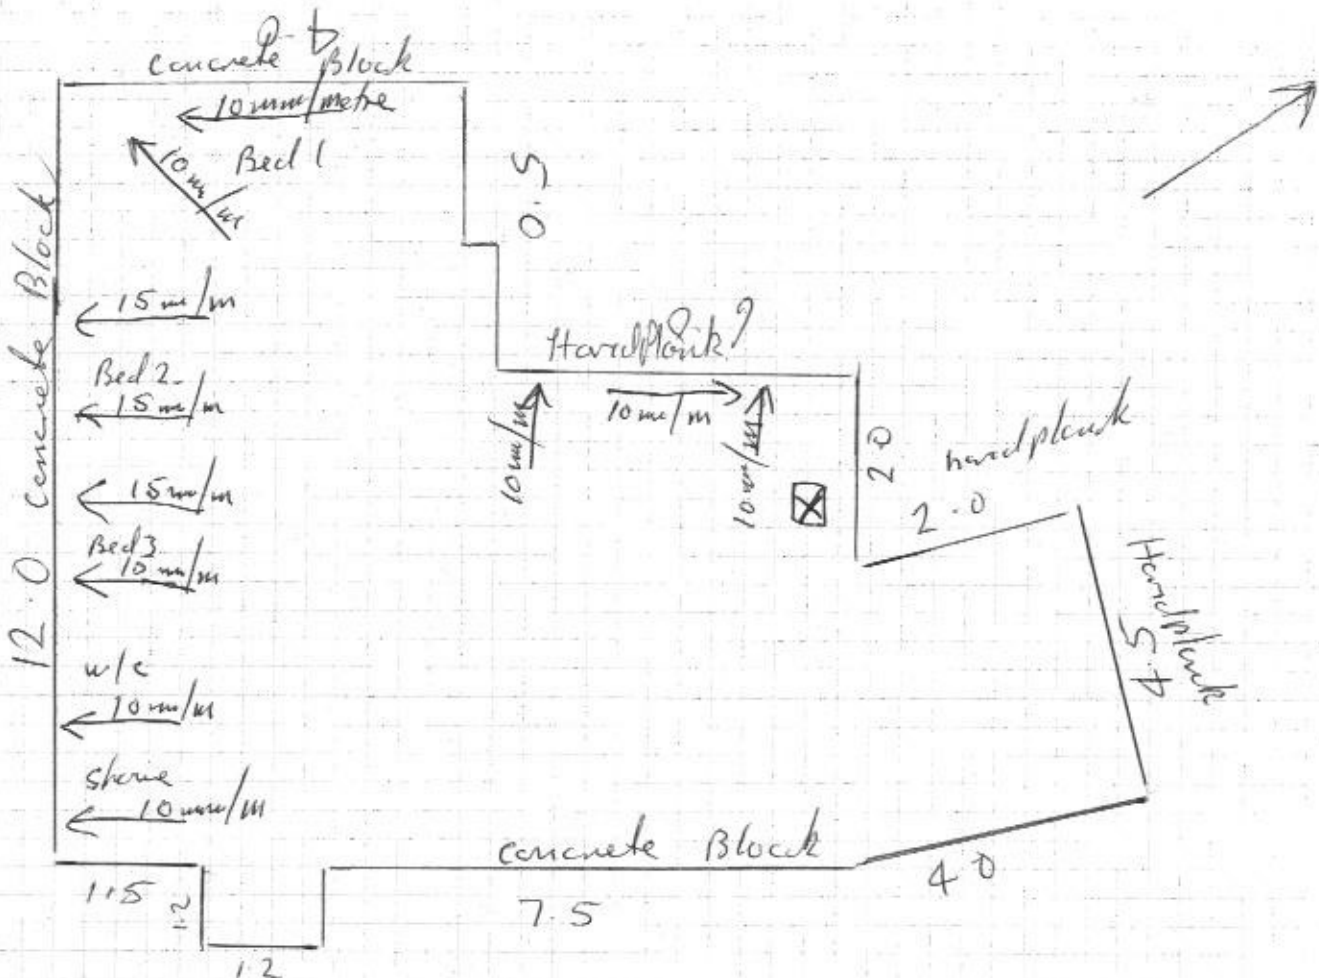 concrete Block
10mm/metre
Bed 1
10mm/m
5.0
12.0 concrete Block
15mm/m
Bed 2
15mm/m
15mm/m
Bed 3
10mm/m
w/c
10mm/m
10mm/m
Hardplank?
10mm/m
10mm/m
10mm/m
2.0
hardplank
2.0
Hardplank
concrete Block
4.0
1.5
1.2
1.2
7.5